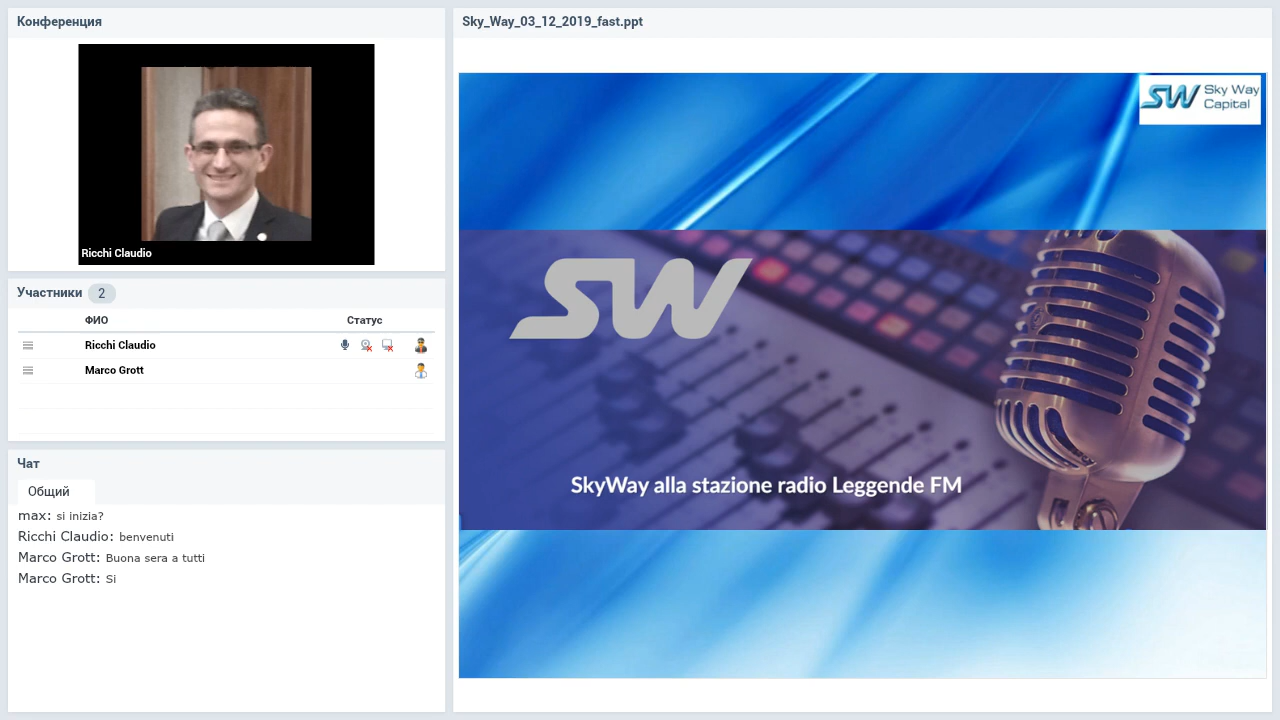 Конференция
Ricchi Claudio
Участники 2
ФИО Статус
Ricchi Claudio
Marco Grott
Чат
Общий
max: si inizia?
Ricchi Claudio: benvenuti
Marco Grott: Buona sera a tutti
Marco Grott: Si
Sky_Way_03_12_2019_fast.ppt
SW Sky Way
Capital
SW
SkyWay alla stazione radio Leggende FM